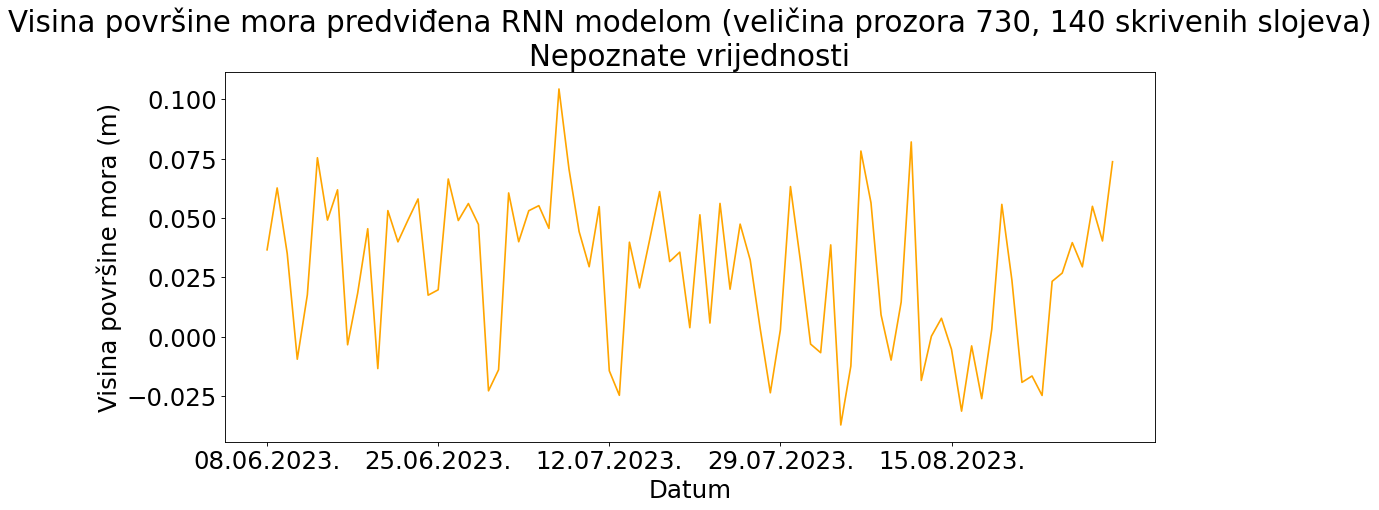 Visina površine mora predviđena RNN modelom (veličina prozora 730, 140 skrivenih slojeva)
Nepoznate vrijednosti
Visina površine mora (m)
0.100
0.075
0.050
0.025
0.000
−0.025
08.06.2023. 25.06.2023. 12.07.2023. 29.07.2023. 15.08.2023.
Datum